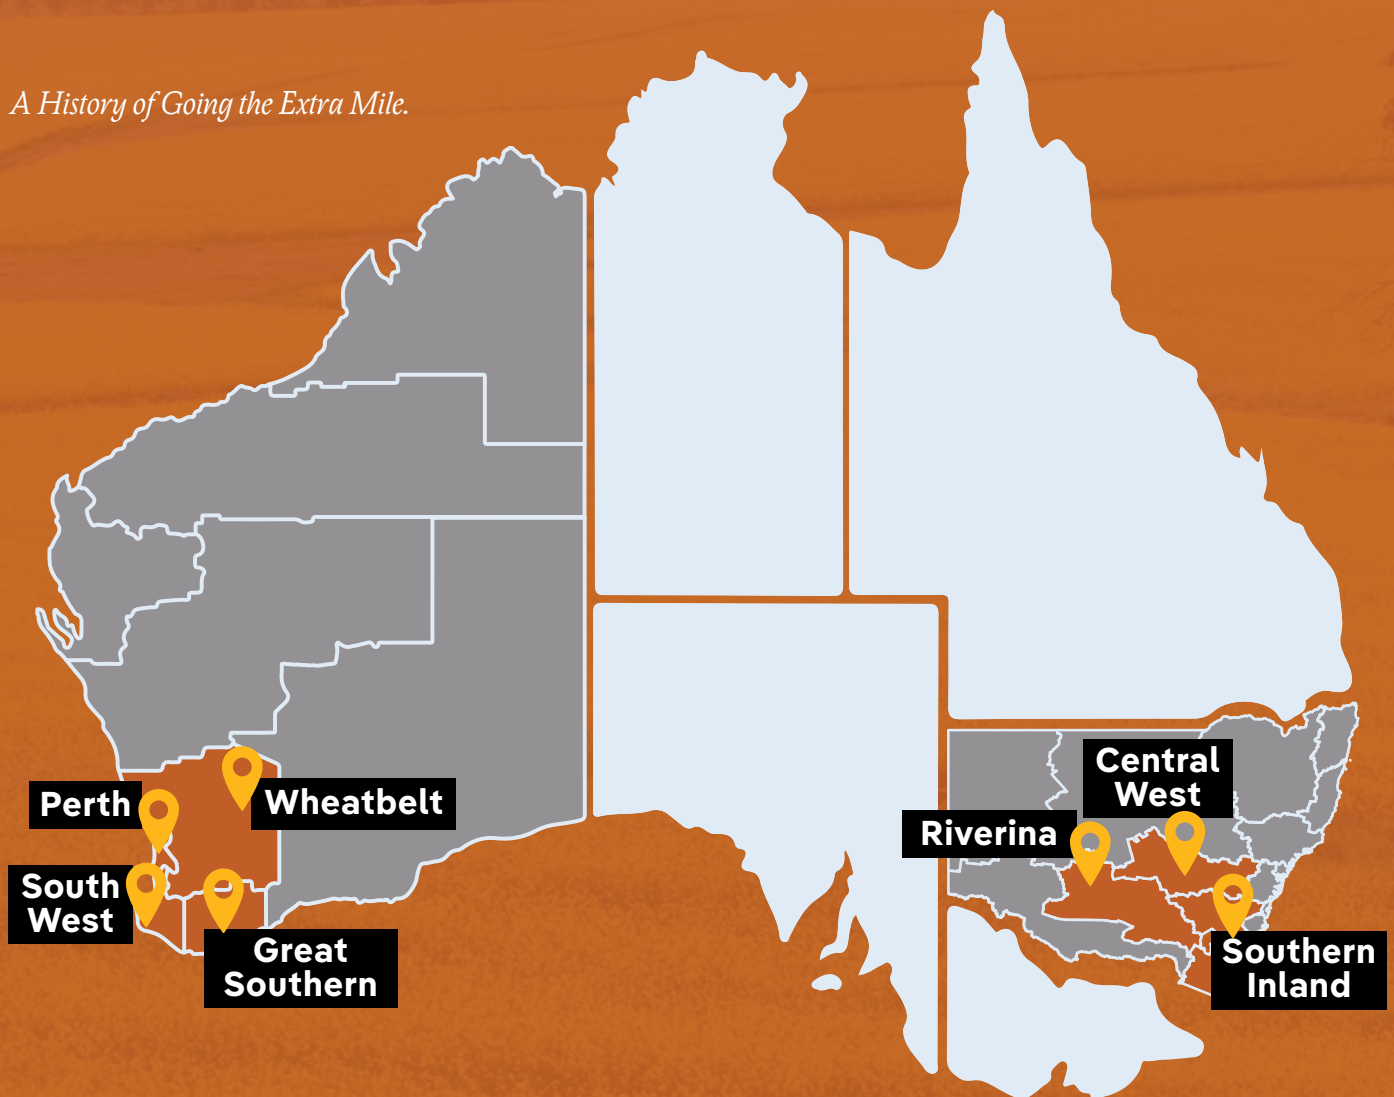 A History of Going the Extra Mile.
Central
West
Perth
Wheatbelt
Riverina
South
West
Great
Southern
Southern
Inland